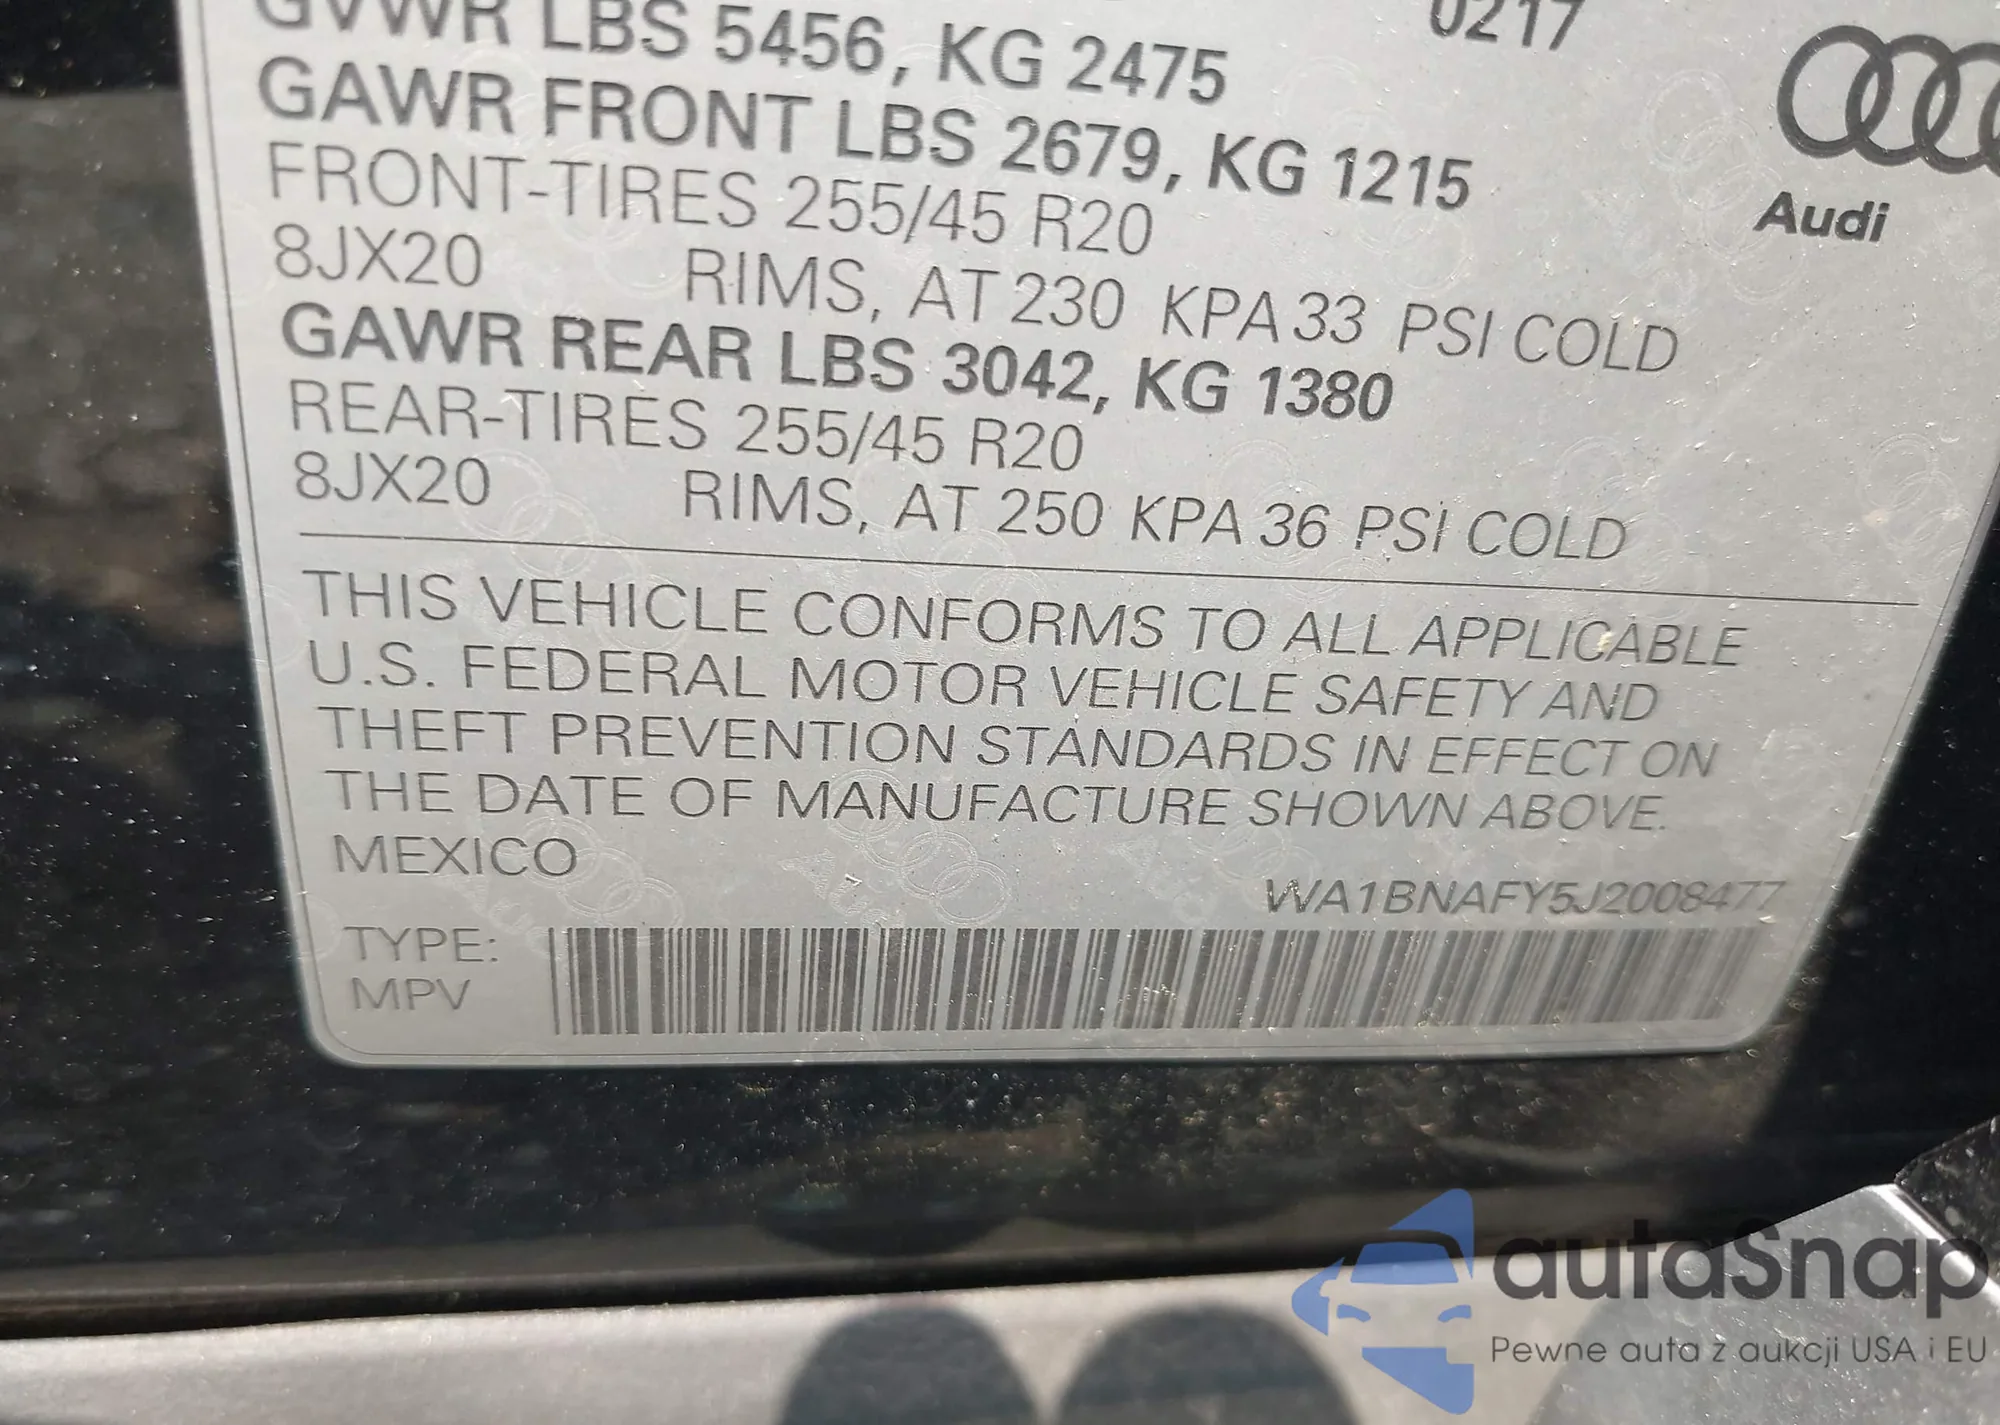 GVWR LBS 5456, KG 2475
0217
GAWR FRONT LBS 2679, KG 1215
FRONT-TIRES 255/45 R20
8JX20 RIMS, AT 230 KPA 33 PSI COLD
Audi
GAWR REAR LBS 3042, KG 1380
REAR-TIRES 255/45 R20
8JX20 RIMS, AT 250 KPA 36 PSI COLD
THIS VEHICLE CONFORMS TO ALL APPLICABLE
U.S. FEDERAL MOTOR VEHICLE SAFETY AND
THEFT PREVENTION STANDARDS IN EFFECT ON
THE DATE OF MANUFACTURE SHOWN ABOVE.
MEXICO
WA1BNAFY5J2008477
TYPE:
MPV
autaSnap
Pewne auta z aukcji USA i EU